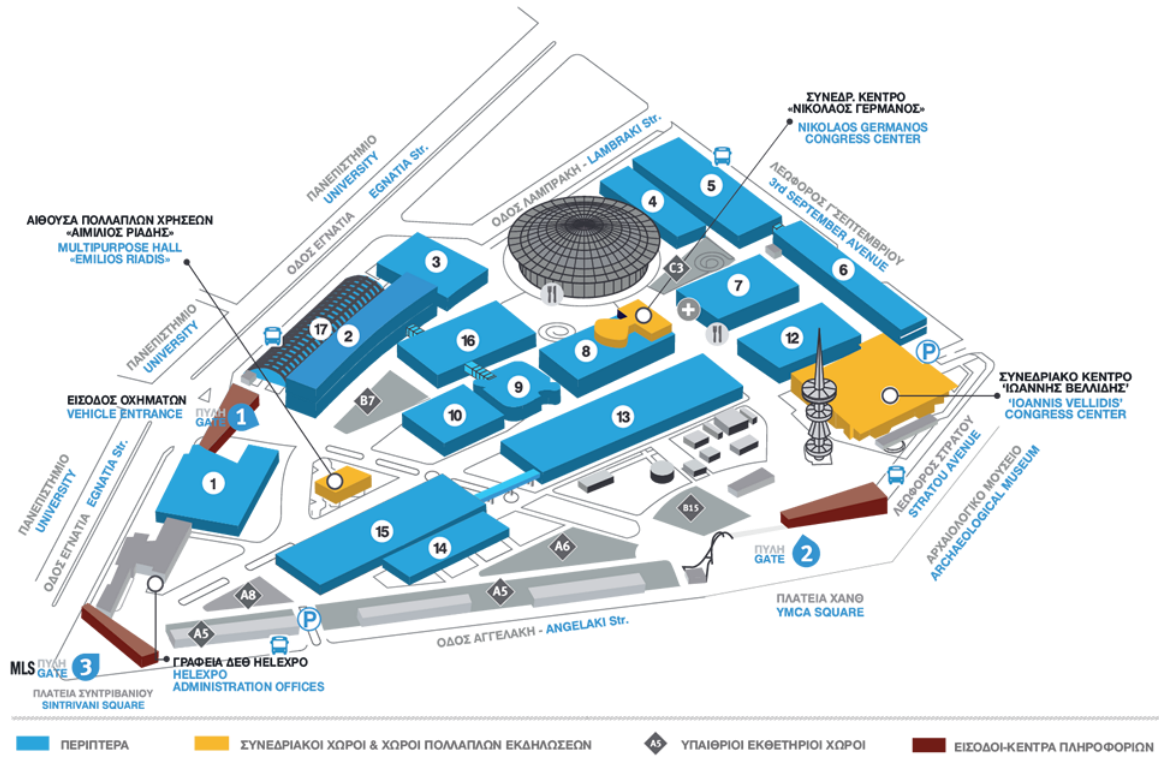 ΣΥΝΕΔΡ. ΚΕΝΤΡΟ
«ΝΙΚΟΛΑΟΣ ΓΕΡΜΑΝΟΣ»
NIKOLAOS GERMANOS
CONGRESS CENTER
ΠΑΝΕΠΙΣΤΗΜΙΟ
UNIVERSITY
ΟΔΟΣ ΕΓΝΑΤΙΑ
EGNATIA Str.
ΟΔΟΣ ΛΑΜΠΡΑΚΗ - LAMBRAKI Str.
ΛΕΩΦΟΡΟΣ Γ'ΣΕΠΤΕΜΒΡΙΟΥ
3rd SEPTEMBER AVENUE
ΑΙΘΟΥΣΑ ΠΟΛΛΑΠΛΩΝ ΧΡΗΣΕΩΝ
«ΑΙΜΙΛΙΟΣ ΡΙΑΔΗΣ»
MULTIPURPOSE HALL
«EMILIOS RIADIS»
5
4
3
C3
6
7
17
2
16
8
12
P
9
10
13
B7
ΠΑΝΕΠΙΣΤΗΜΙΟ
UNIVERSITY
ΕΙΣΟΔΟΣ ΟΧΗΜΑΤΩΝ
VEHICLE ENTRANCE
ΠΥΛΗ
GATE 1
ΣΥΝΕΔΡΙΑΚΟ ΚΕΝΤΡΟ
'ΙΩΑΝΝΗΣ ΒΕΛΛΙΔΗΣ'
‘IOANNIS VELLIDIS’
CONGRESS CENTER
ΠΑΝΕΠΙΣΤΗΜΙΟ
UNIVERSITY
ΟΔΟΣ ΕΓΝΑΤΙΑ
EGNATIA Str.
1
15
14
B15
A6
A8
A5
A5
P
ΛΕΩΦΟΡΟΣ ΣΤΡΑΤΟΥ
STRATOU AVENUE
ΑΡΧΑΙΟΛΟΓΙΚΟ ΜΟΥΣΕΙΟ
ARCHAEOLOGICAL MUSEUM
ΠΥΛΗ
GATE 2
ΠΛΑΤΕΙΑ ΧΑΝΘ
YMCA SQUARE
ΟΔΟΣ ΑΓΓΕΛΑΚΗ - ANGELAKI Str.
MLS ΠΥΛΗ
GATE 3
ΠΛΑΤΕΙΑ ΣΥΝΤΡΙΒΑΝΙΟΥ
SINTRIVANI SQUARE
ΓΡΑΦΕΙΑ ΔΕΘ HELEXPO
HELEXPO
ADMINISTRATION OFFICES
ΠΕΡΙΠΤΕΡΑ
ΣΥΝΕΔΡΙΑΚΟΙ ΧΩΡΟΙ & ΧΩΡΟΙ ΠΟΛΛΑΠΛΩΝ ΕΚΔΗΛΩΣΕΩΝ
A5 ΥΠΑΙΘΡΙΟΙ ΕΚΘΕΤΗΡΙΟΙ ΧΩΡΟΙ
ΕΙΣΟΔΟΙ-ΚΕΝΤΡΑ ΠΛΗΡΟΦΟΡΙΩΝ